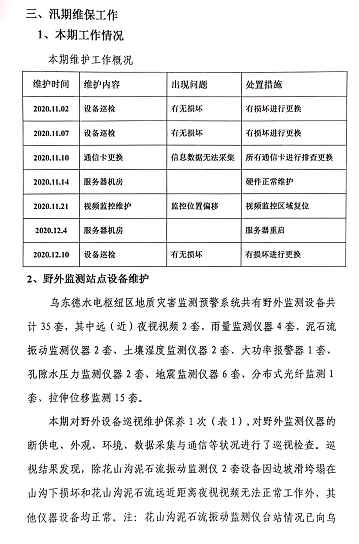 三、汛期维保工作
1、本期工作情况
本期维护工作概况
维护时间 维护内容 出现问题 处置措施
2020.11.02 设备巡检 有无损坏 有损坏进行更换
2020.11.07 设备巡检 有无损坏 有损坏进行更换
2020.11.10 通信卡更换 信息数据无法采集 所有通信卡进行排查更换
2020.11.14 服务器机房 硬件正常维护
2020.11.21 视频监控维护 监控位置偏移 视频监控区域复位
2020.12.4 服务器机房 服务器重启
2020.12.10 设备巡检 有无损坏 有损坏进行更换
2、野外监测站点设备维护
乌东德水电枢纽区地质灾害监测预警系统共有野外监测设备共
计 35 套，其中远（近）夜视视频 2 套、雨量监测仪器 4 套、泥石流
振动监测仪器 2 套、土壤湿度监测仪器 2 套、大功率报警器 1 套、
孔隙水压力监测仪器 2 套、地震监测仪器 6 套、分布式光纤监测 1
套、拉伸位移监测 15 套。
本期对野外设备巡视维护保养 1 次（表 1），对野外监测仪器的
断供电、外观、环境、数据采集与通信等状况进行了巡视检查。巡
视结果发现，除花山沟泥石流振动监测仪 2 套设备因边坡滑垮塌在
山沟下损坏和花山沟泥石流远近距离夜视视频无法正常工作外，其
他仪器设备均正常。注：花山沟泥石流振动监测仪台站情况已向乌